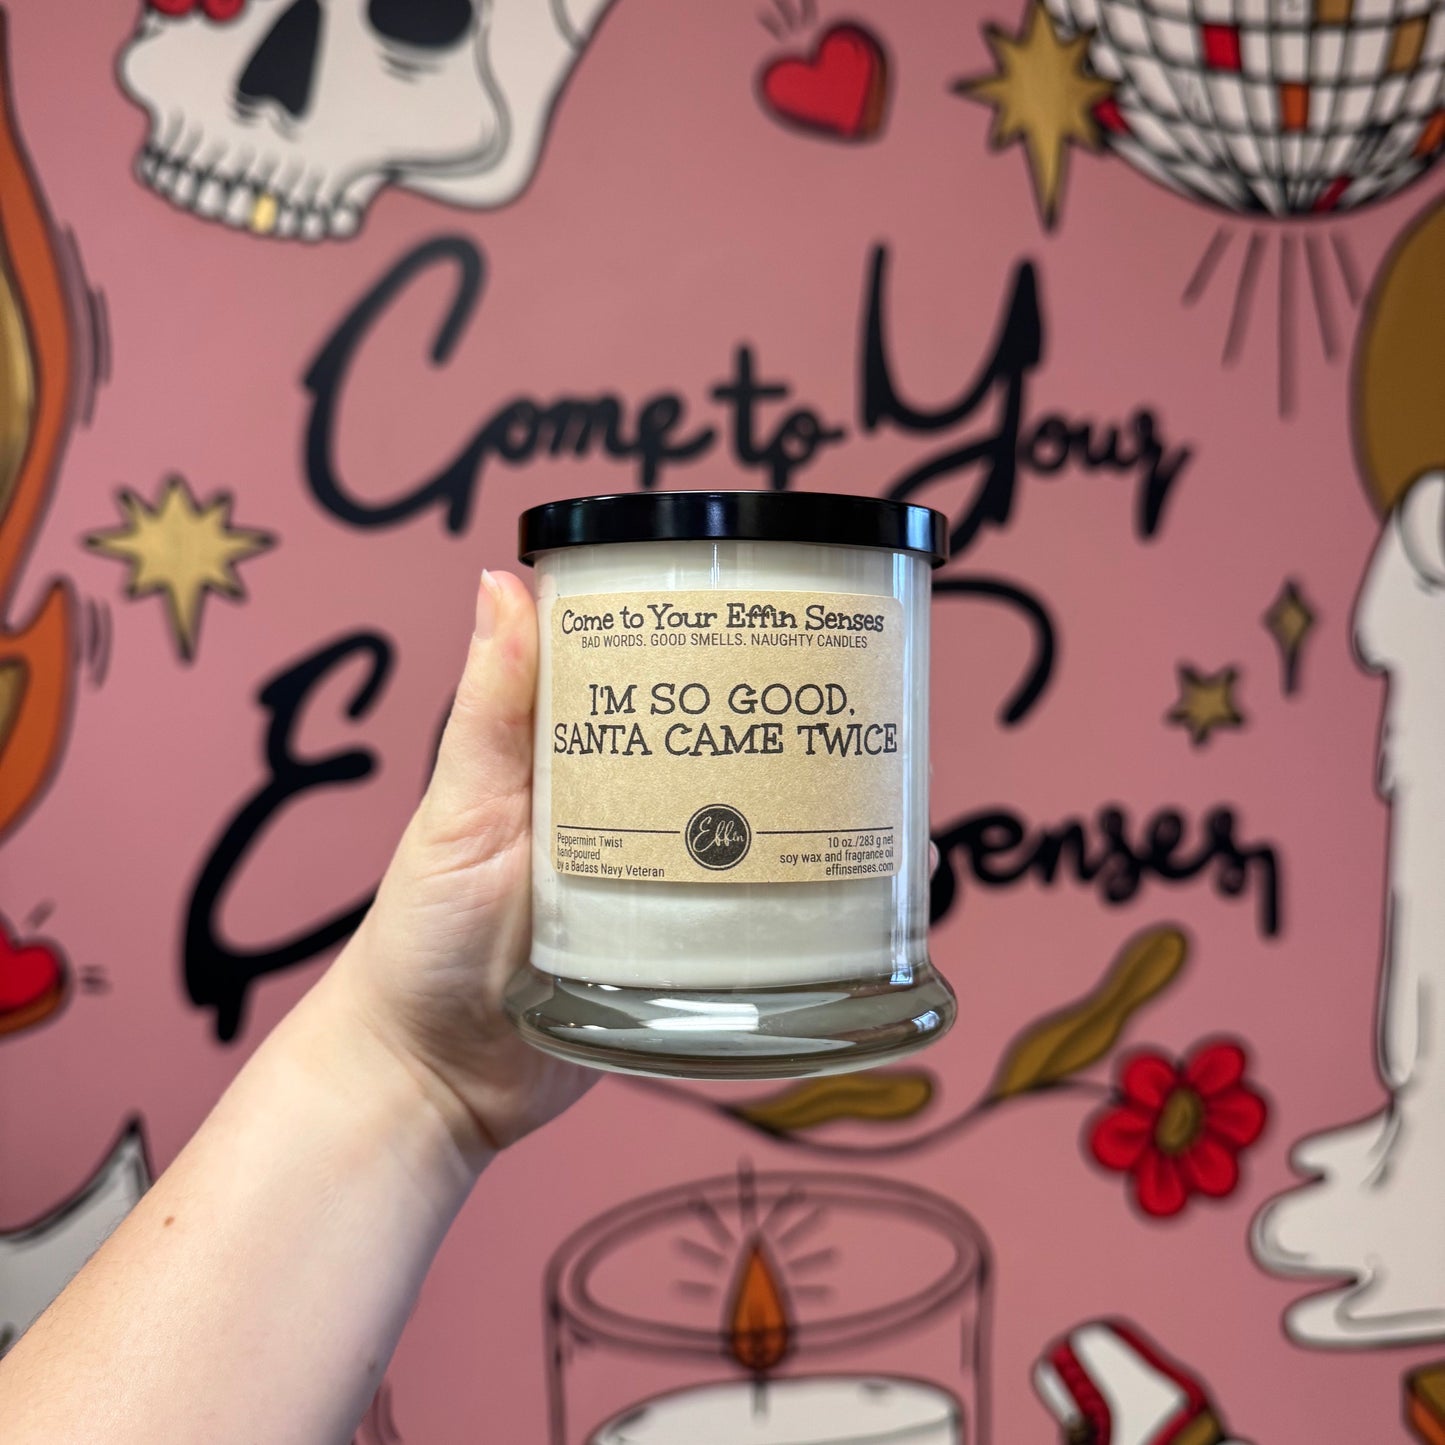 Come to Your
Effin Senses
Come to Your Effin Senses
BAD WORDS. GOOD SMELLS. NAUGHTY CANDLES
I'M SO GOOD,
SANTA CAME TWICE
Effin
Peppermint Twist
hand-poured
by a Badass Navy Veteran
10 oz./283 g net
soy wax and fragrance oil
effinsenses.com